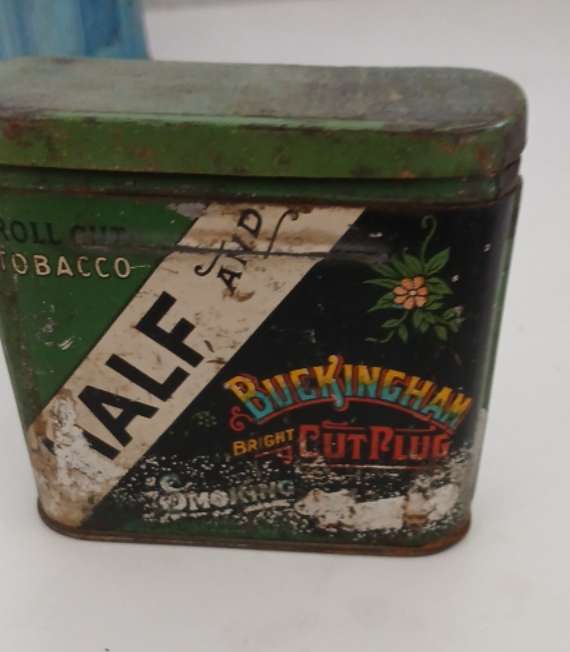 ROLL CUT
TOBACCO
HALF
AND
BUCKINGHAM
BRIGHT CUT PLUG
SMOKING